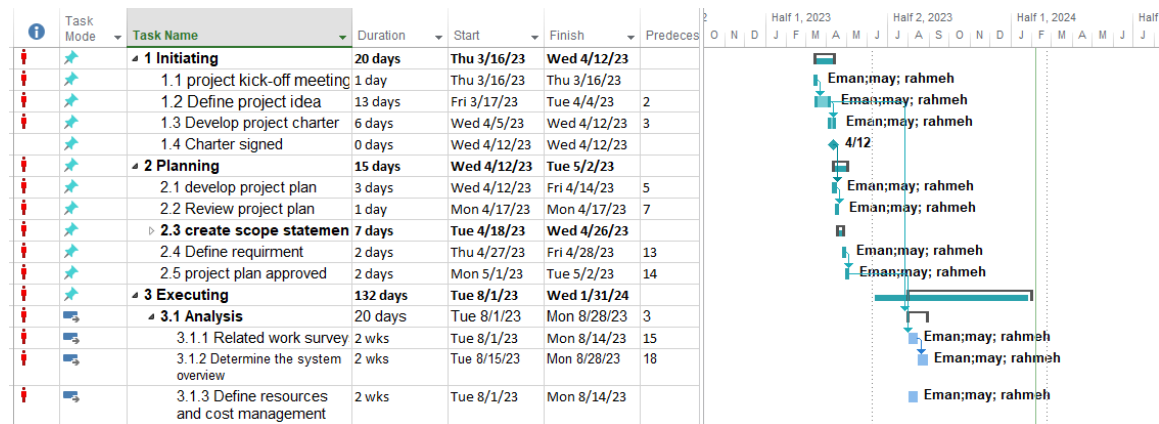 Task Mode Task Name Duration Start Finish Predeces
2 Half 1, 2023 Half 2, 2023 Half 1, 2024 Half
O N D J F M A M J J A S O N D J F M A M J J
1 Initiating 20 days Thu 3/16/23 Wed 4/12/23
1.1 project kick-off meeting 1 day Thu 3/16/23 Thu 3/16/23 Eman;may; rahmeh
1.2 Define project idea 13 days Fri 3/17/23 Tue 4/4/23 2 Eman;may; rahmeh
1.3 Develop project charter 6 days Wed 4/5/23 Wed 4/12/23 3 Eman;may; rahmeh
1.4 Charter signed 0 days Wed 4/12/23 Wed 4/12/23 4/12
2 Planning 15 days Wed 4/12/23 Tue 5/2/23
2.1 develop project plan 3 days Wed 4/12/23 Fri 4/14/23 5 Eman;may; rahmeh
2.2 Review project plan 1 day Mon 4/17/23 Mon 4/17/23 7 Eman;may; rahmeh
2.3 create scope statemen 7 days Tue 4/18/23 Wed 4/26/23
2.4 Define requirment 2 days Thu 4/27/23 Fri 4/28/23 13 Eman;may; rahmeh
2.5 project plan approved 2 days Mon 5/1/23 Tue 5/2/23 14 Eman;may; rahmeh
3 Executing 132 days Tue 8/1/23 Wed 1/31/24
3.1 Analysis 20 days Tue 8/1/23 Mon 8/28/23 3
3.1.1 Related work survey 2 wks Tue 8/1/23 Mon 8/14/23 15 Eman;may; rahmeh
3.1.2 Determine the system overview 2 wks Tue 8/15/23 Mon 8/28/23 18 Eman;may; rahmeh
3.1.3 Define resources and cost management 2 wks Tue 8/1/23 Mon 8/14/23 Eman;may; rahmeh